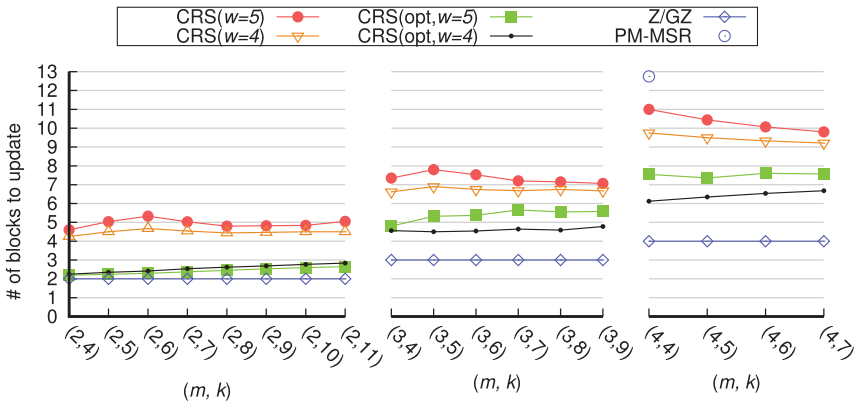 CRS(w=5) CRS(opt,w=5) Z/GZ
CRS(w=4) CRS(opt,w=4) PM-MSR
# of blocks to update
13
12
11
10
9
8
7
6
5
4
3
2
1
0
(2,4) (2,5) (2,6) (2,7) (2,8) (2,9) (2,10) (2,11)
(m, k)
(3,4) (3,5) (3,6) (3,7) (3,8) (3,9)
(m, k)
(4,4) (4,5) (4,6) (4,7)
(m, k)